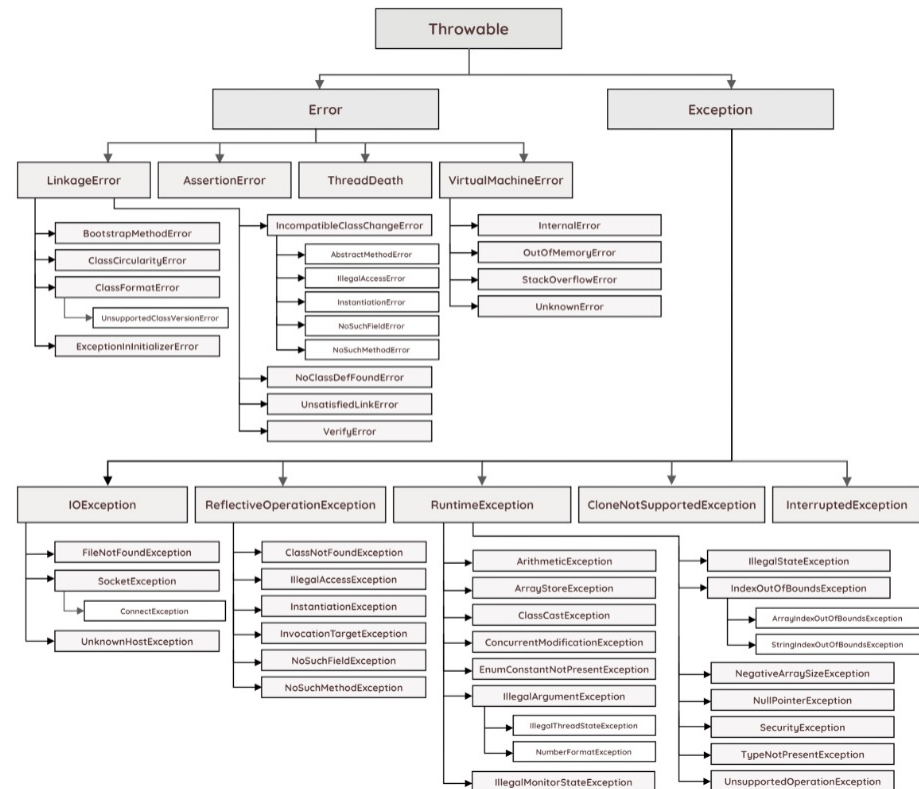 Throwable
Error
Exception
LinkageError
AssertionError
ThreadDeath
VirtualMachineError
BootstrapMethodError
ClassCircularityError
ClassFormatError
UnsupportedClassVersionError
ExceptionInInitializerError
IncompatibleClassChangeError
AbstractMethodError
IllegalAccessError
InstantiationError
NoSuchFieldError
NoSuchMethodError
NoClassDefFoundError
UnsatisfiedLinkError
VerifyError
InternalError
OutOfMemoryError
StackOverflowError
UnknownError
IOException
ReflectiveOperationException
RuntimeException
CloneNotSupportedException
InterruptedException
FileNotFoundException
SocketException
ConnectException
UnknownHostException
ClassNotFoundException
IllegalAccessException
InstantiationException
InvocationTargetException
NoSuchFieldException
NoSuchMethodException
ArithmeticException
ArrayStoreException
ClassCastException
ConcurrentModificationException
EnumConstantNotPresentException
IllegalArgumentException
IllegalThreadStateException
NumberFormatException
IllegalMonitorStateException
IllegalStateException
IndexOutOfBoundsException
ArrayIndexOutOfBoundsException
StringIndexOutOfBoundsException
NegativeArraySizeException
NullPointerException
SecurityException
TypeNotPresentException
UnsupportedOperationException